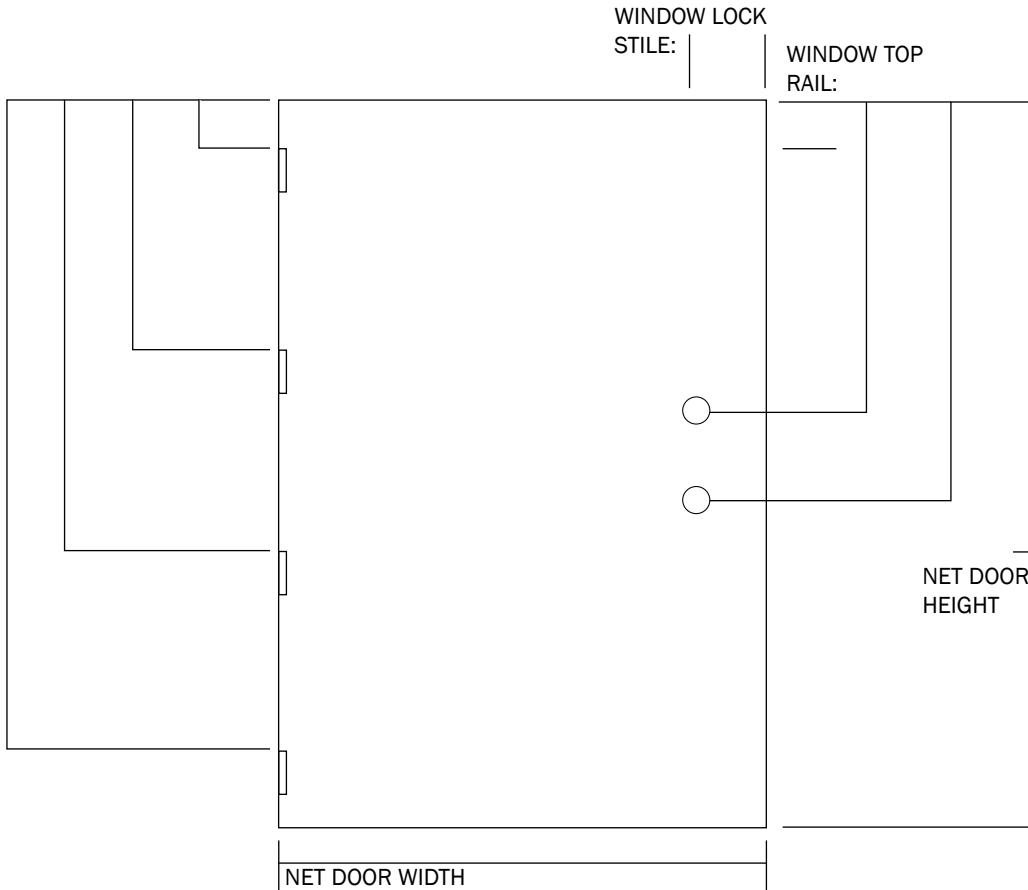 WINDOW LOCK
STILE:
WINDOW TOP
RAIL:
NET DOOR
HEIGHT
NET DOOR WIDTH